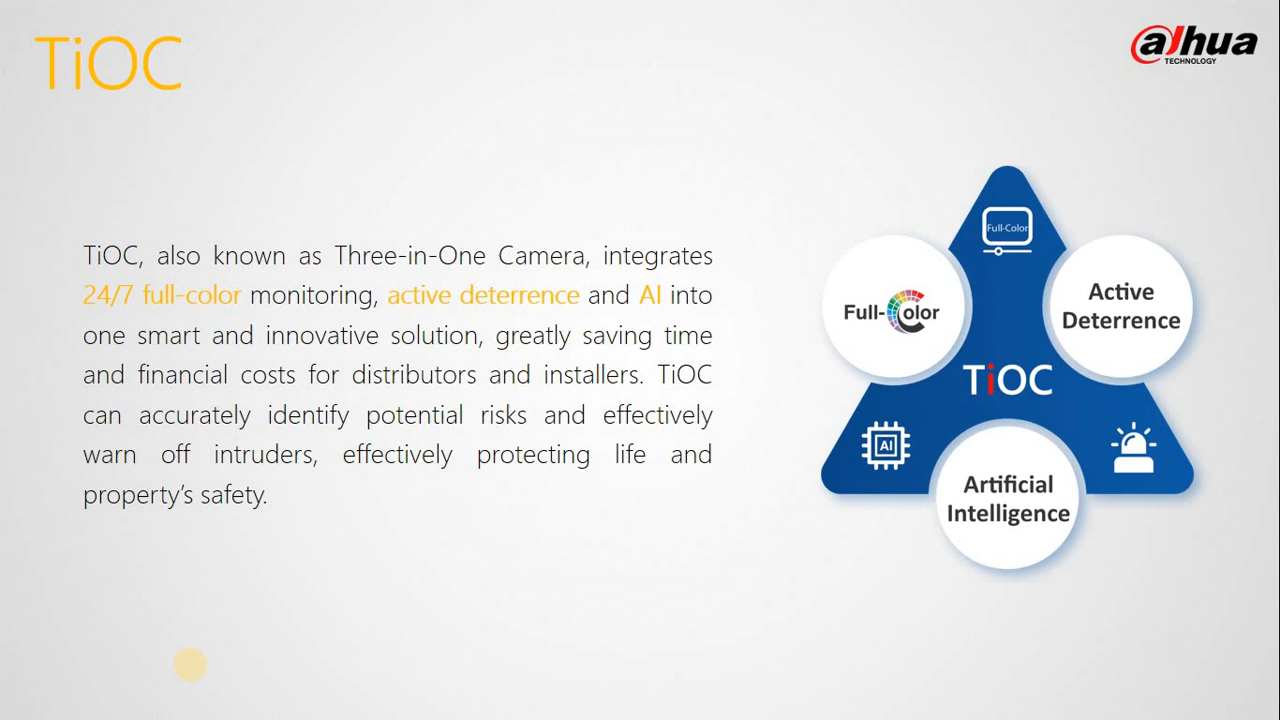 TiOC
alhua
TECHNOLOGY
TiOC, also known as Three-in-One Camera, integrates
24/7 full-color monitoring, active deterrence and AI into
one smart and innovative solution, greatly saving time
and financial costs for distributors and installers. TiOC
can accurately identify potential risks and effectively
warn off intruders, effectively protecting life and
property’s safety.
Full-Color
Full-Color
Active
Deterrence
TiOC
AI
Artificial
Intelligence